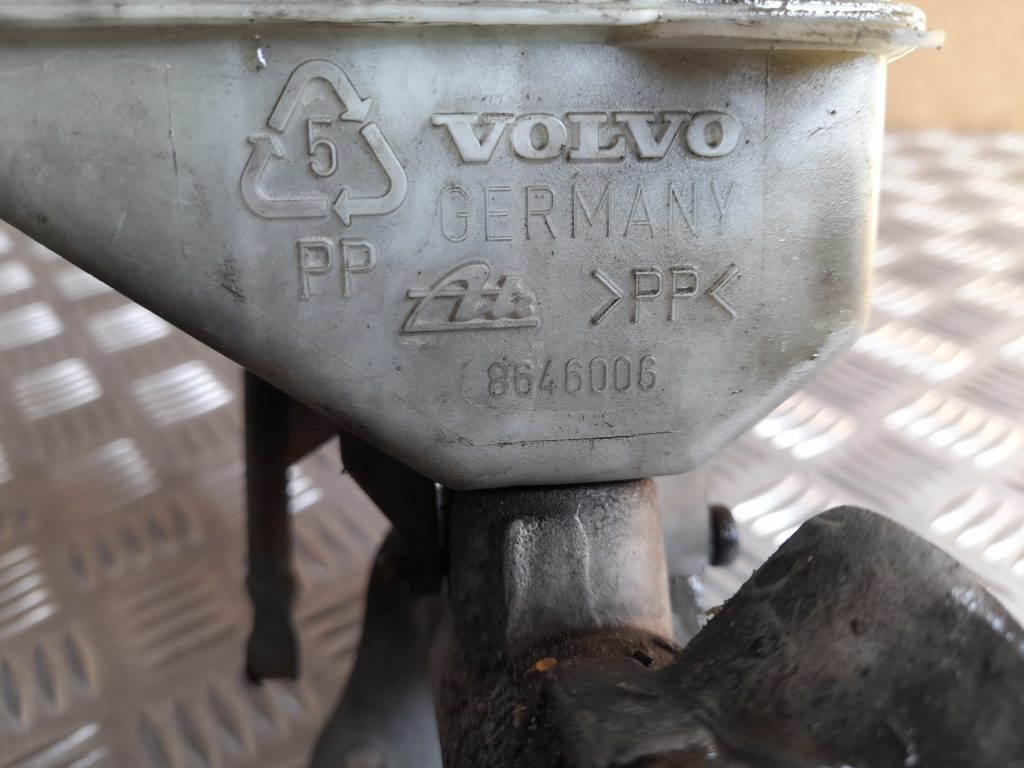 5
VOLVO
GERMANY
PP
Ate >PP<
8646006